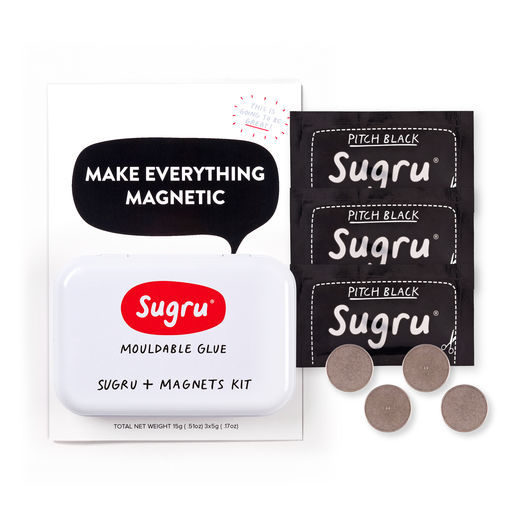 THIS IS
GOING TO BE
GREAT!
MAKE EVERYTHING
MAGNETIC
Sugru®
MOULDABLE GLUE
SUGRU + MAGNETS KIT
TOTAL NET WEIGHT 15g (.51oz) 3x5g (.17oz)
PITCH BLACK
Sugru®
PITCH BLACK
Sugru®
PITCH BLACK
Sugru®